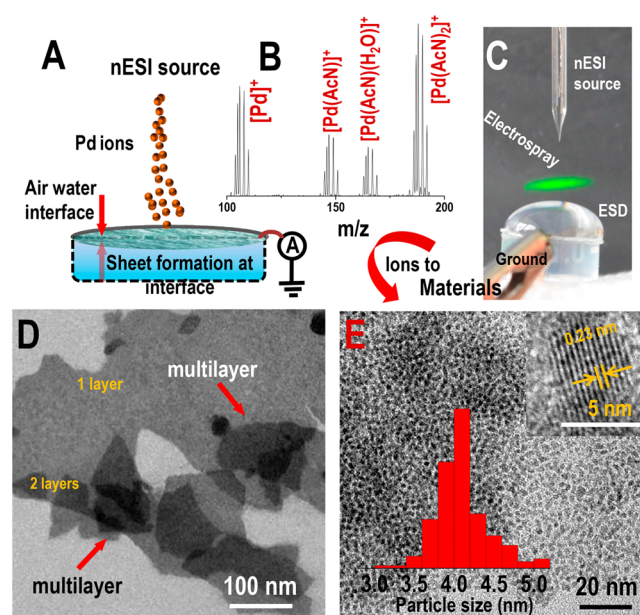 A
nESI source
Pd ions
Air water
interface
A
Sheet formation at
interface
B
[Pd]⁺
[Pd(AcN)]⁺
[Pd(AcN)(H₂O)]⁺
[Pd(AcN)₂]⁺
100
150
200
m/z
Ions to
Materials
C
nESI
source
Electrospray
ESD
Ground
D
1 layer
multilayer
2 layers
multilayer
100 nm
E
0.23 nm
5 nm
3.0
3.5
4.0
4.5
5.0
Particle size (nm)
20 nm